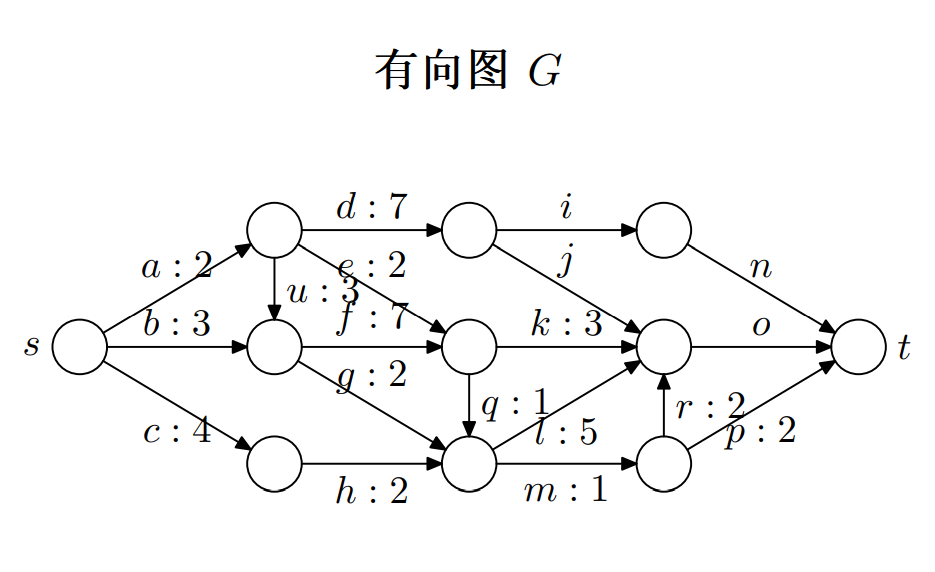 有向图 G
d : 7
i
a : 2
e : 2
j
n
u : 3
b : 3
f : 7
k : 3
o
s
t
g : 2
q : 1
r : 2
c : 4
l : 5
p : 2
h : 2
m : 1